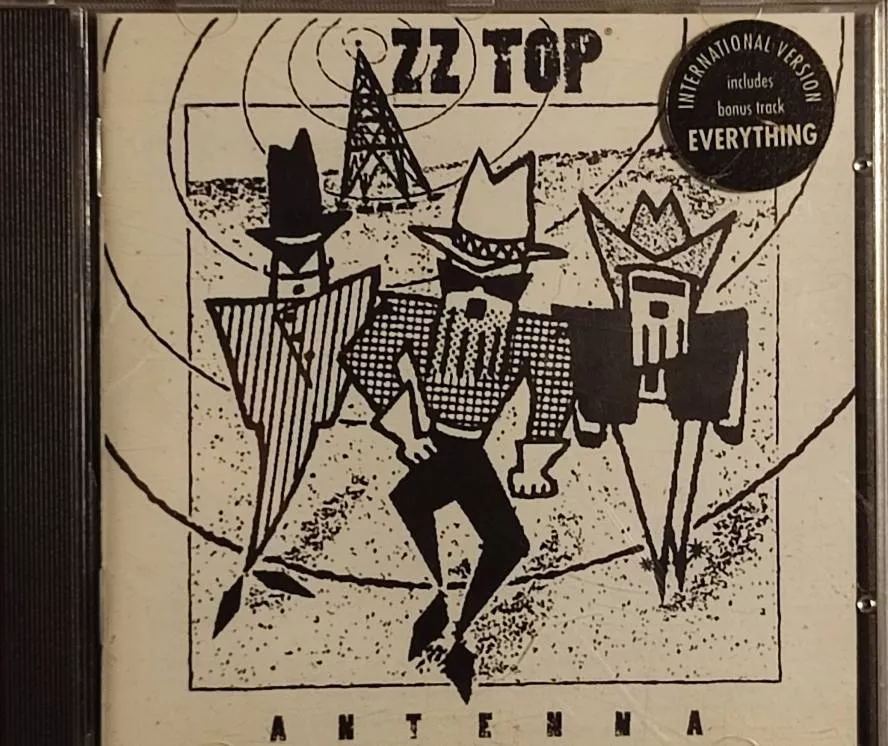 ZZ TOP
INTERNATIONAL VERSION
includes
bonus track
EVERYTHING
ANTENNA